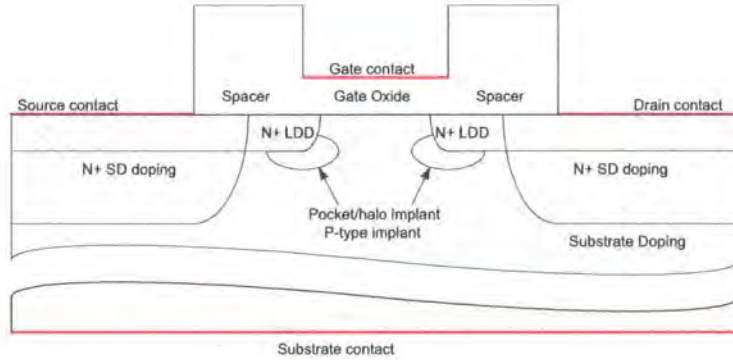 Gate contact
Source contact
Spacer
Gate Oxide
Spacer
Drain contact
N+ LDD
N+ LDD
N+ SD doping
N+ SD doping
Pocket/halo implant
P-type implant
Substrate Doping
Substrate contact